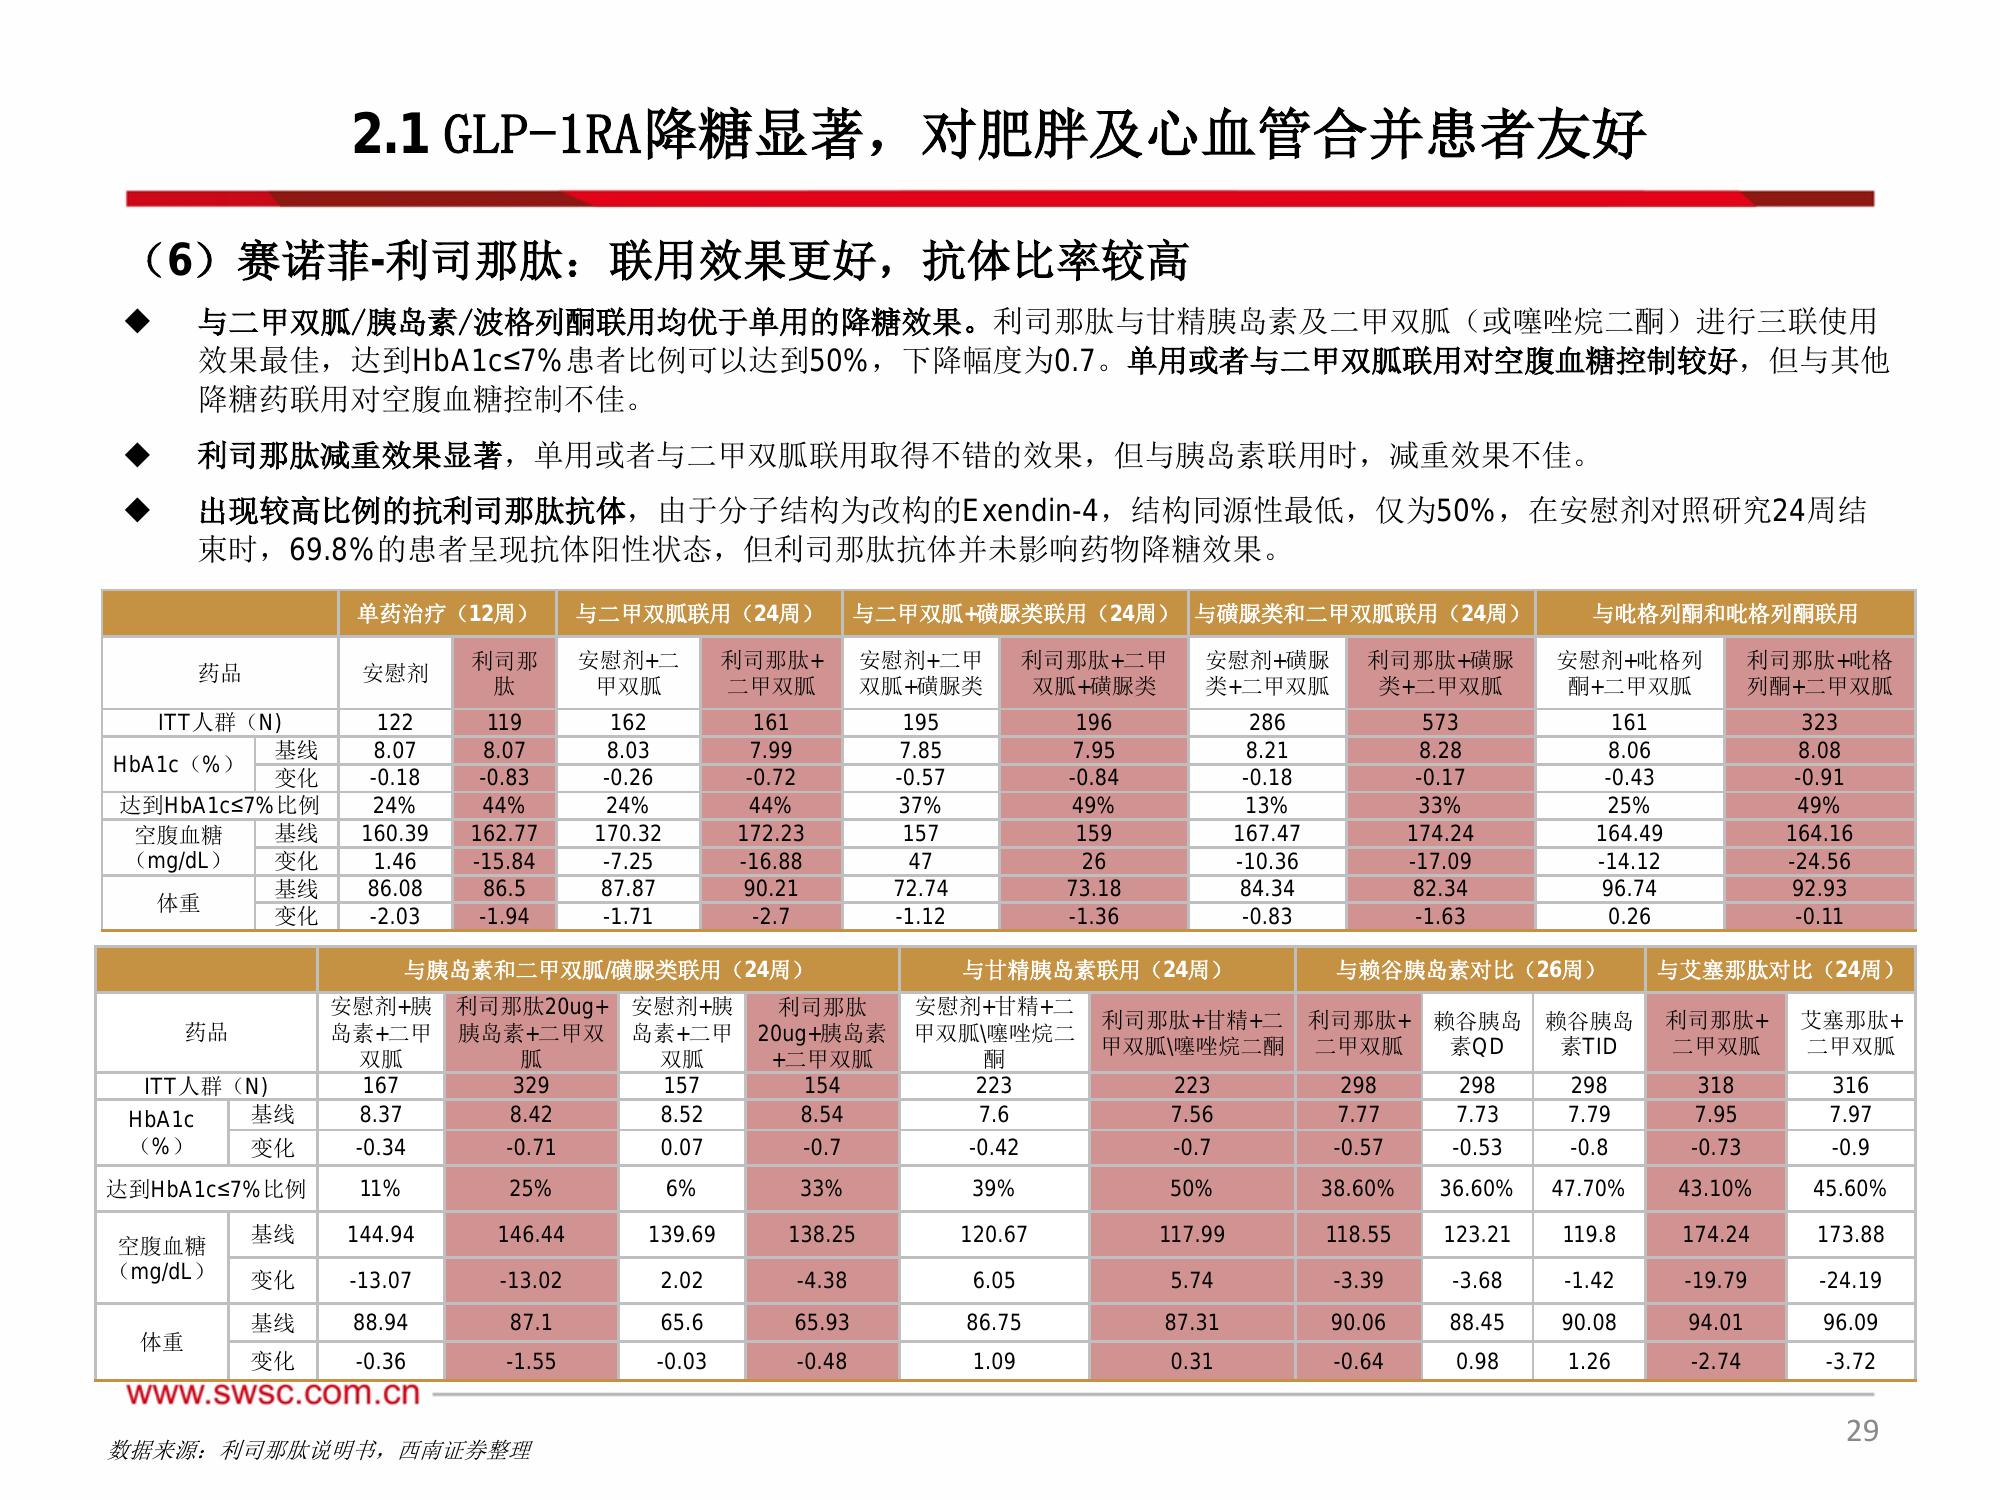 2.1 GLP-1RA降糖显著，对肥胖及心血管合并患者友好
（6）赛诺菲-利司那肽：联用效果更好，抗体比率较高
◆ 与二甲双胍/胰岛素/波格列酮联用均优于单用的降糖效果。利司那肽与甘精胰岛素及二甲双胍（或噻唑烷二酮）进行三联使用
效果最佳，达到HbA1c≤7%患者比例可以达到50%，下降幅度为0.7。单用或者与二甲双胍联用对空腹血糖控制较好，但与其他
降糖药联用对空腹血糖控制不佳。
◆ 利司那肽减重效果显著，单用或者与二甲双胍联用取得不错的效果，但与胰岛素联用时，减重效果不佳。
◆ 出现较高比例的抗利司那肽抗体，由于分子结构为改构的Exendin-4，结构同源性最低，仅为50%，在安慰剂对照研究24周结
束时，69.8%的患者呈现抗体阳性状态，但利司那肽抗体并未影响药物降糖效果。
单药治疗（12周） 与二甲双胍联用（24周） 与二甲双胍+磺脲类联用（24周） 与磺脲类和二甲双胍联用（24周） 与吡格列酮和吡格列酮联用
药品 安慰剂 利司那肽 安慰剂+二甲双胍 利司那肽+二甲双胍 安慰剂+二甲双胍+磺脲类 利司那肽+二甲双胍+磺脲类 安慰剂+磺脲类+二甲双胍 利司那肽+磺脲类+二甲双胍 安慰剂+吡格列酮+二甲双胍 利司那肽+吡格列酮+二甲双胍
ITT人群（N） 122 119 162 161 195 196 286 573 161 323
HbA1c（%） 基线 8.07 8.07 8.03 7.99 7.85 7.95 8.21 8.28 8.06 8.08
变化 -0.18 -0.83 -0.26 -0.72 -0.57 -0.84 -0.18 -0.17 -0.43 -0.91
达到HbA1c≤7%比例 24% 44% 24% 44% 37% 49% 13% 33% 25% 49%
空腹血糖（mg/dL） 基线 160.39 162.77 170.32 172.23 157 159 167.47 174.24 164.49 164.16
变化 1.46 -15.84 -7.25 -16.88 47 26 -10.36 -17.09 -14.12 -24.56
体重 基线 86.08 86.5 87.87 90.21 72.74 73.18 84.34 82.34 96.74 92.93
变化 -2.03 -1.94 -1.71 -2.7 -1.12 -1.36 -0.83 -1.63 0.26 -0.11
与胰岛素和二甲双胍/磺脲类联用（24周） 与甘精胰岛素联用（24周） 与赖谷胰岛素对比（26周） 与艾塞那肽对比（24周）
药品 安慰剂+胰岛素+二甲双胍 利司那肽20ug+胰岛素+二甲双胍 安慰剂+胰岛素+二甲双胍 利司那肽20ug+胰岛素+二甲双胍 安慰剂+甘精+二甲双胍\噻唑烷二酮 利司那肽+甘精+二甲双胍\噻唑烷二酮 利司那肽+二甲双胍 赖谷胰岛素QD 赖谷胰岛素TID 利司那肽+二甲双胍 艾塞那肽+二甲双胍
ITT人群（N） 167 329 157 154 223 223 298 298 298 318 316
HbA1c（%） 基线 8.37 8.42 8.52 8.54 7.6 7.56 7.77 7.73 7.79 7.95 7.97
变化 -0.34 -0.71 0.07 -0.7 -0.42 -0.7 -0.57 -0.53 -0.8 -0.73 -0.9
达到HbA1c≤7%比例 11% 25% 6% 33% 39% 50% 38.60% 36.60% 47.70% 43.10% 45.60%
空腹血糖（mg/dL） 基线 144.94 146.44 139.69 138.25 120.67 117.99 118.55 123.21 119.8 174.24 173.88
变化 -13.07 -13.02 2.02 -4.38 6.05 5.74 -3.39 -3.68 -1.42 -19.79 -24.19
体重 基线 88.94 87.1 65.6 65.93 86.75 87.31 90.06 88.45 90.08 94.01 96.09
变化 -0.36 -1.55 -0.03 -0.48 1.09 0.31 -0.64 0.98 1.26 -2.74 -3.72
www.swsc.com.cn
29
数据来源：利司那肽说明书，西南证券整理